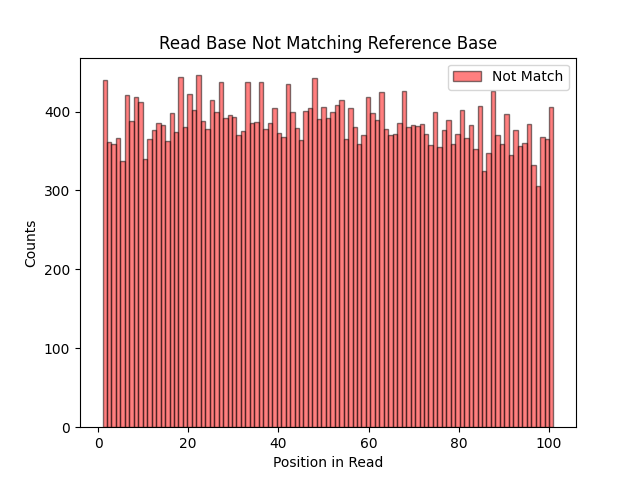 Read Base Not Matching Reference Base
Not Match
400
300
200
100
0
Counts
0 20 40 60 80 100
Position in Read